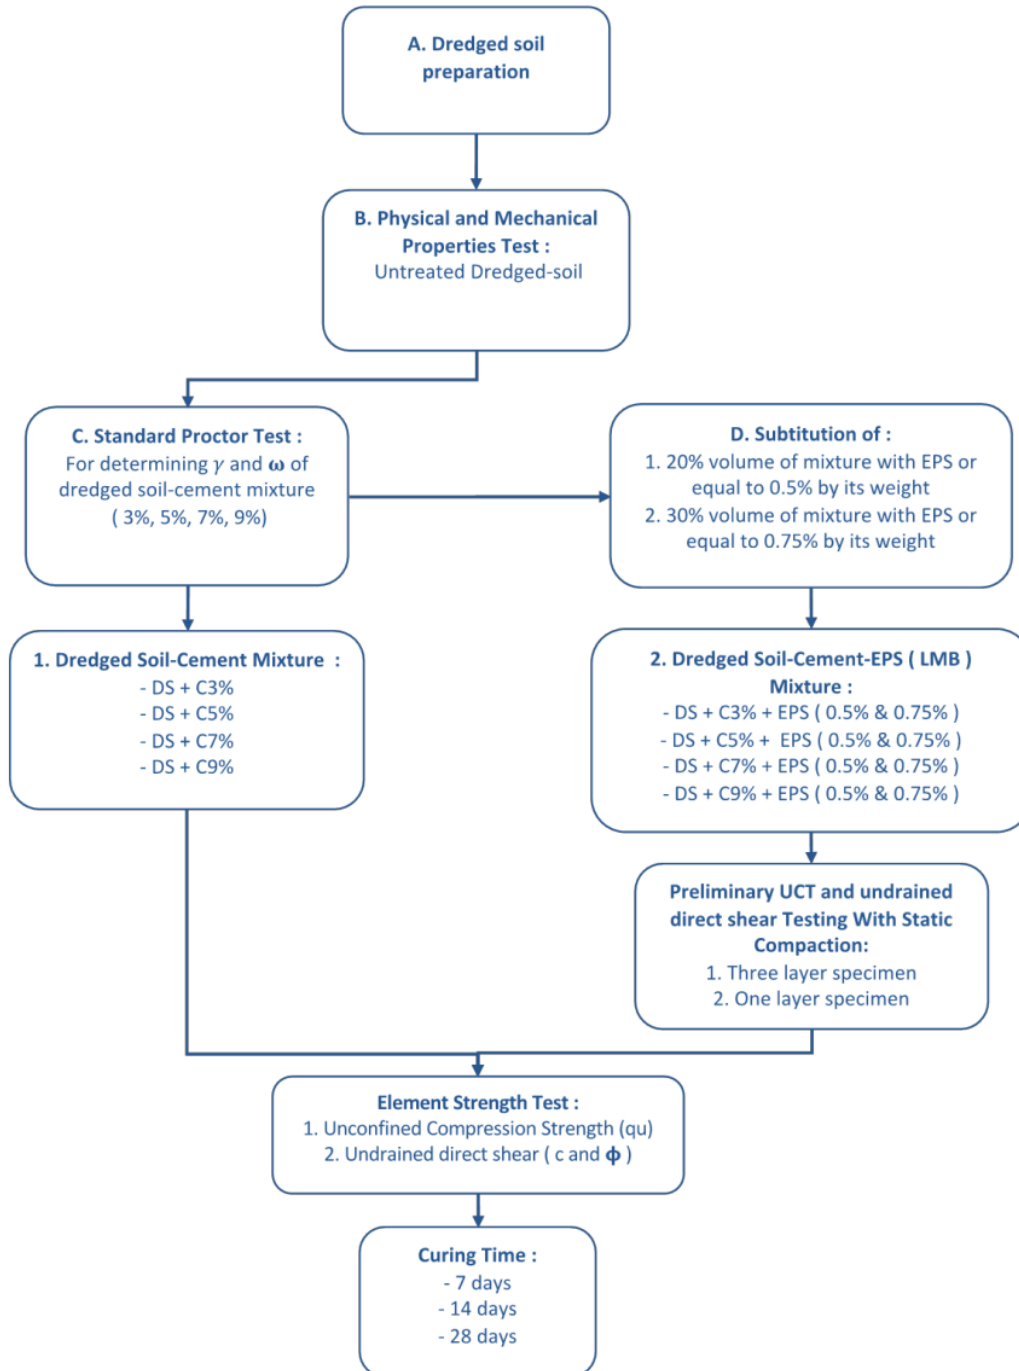 A. Dredged soil
preparation
B. Physical and Mechanical
Properties Test :
Untreated Dredged-soil
C. Standard Proctor Test :
For determining γ and ω of
dredged soil-cement mixture
( 3%, 5%, 7%, 9%)
D. Subtitution of :
1. 20% volume of mixture with EPS or
equal to 0.5% by its weight
2. 30% volume of mixture with EPS or
equal to 0.75% by its weight
1. Dredged Soil-Cement Mixture :
- DS + C3%
- DS + C5%
- DS + C7%
- DS + C9%
2. Dredged Soil-Cement-EPS ( LMB )
Mixture :
- DS + C3% + EPS ( 0.5% & 0.75% )
- DS + C5% + EPS ( 0.5% & 0.75% )
- DS + C7% + EPS ( 0.5% & 0.75% )
- DS + C9% + EPS ( 0.5% & 0.75% )
Preliminary UCT and undrained
direct shear Testing With Static
Compaction:
1. Three layer specimen
2. One layer specimen
Element Strength Test :
1. Unconfined Compression Strength (qu)
2. Undrained direct shear ( c and ϕ )
Curing Time :
- 7 days
- 14 days
- 28 days